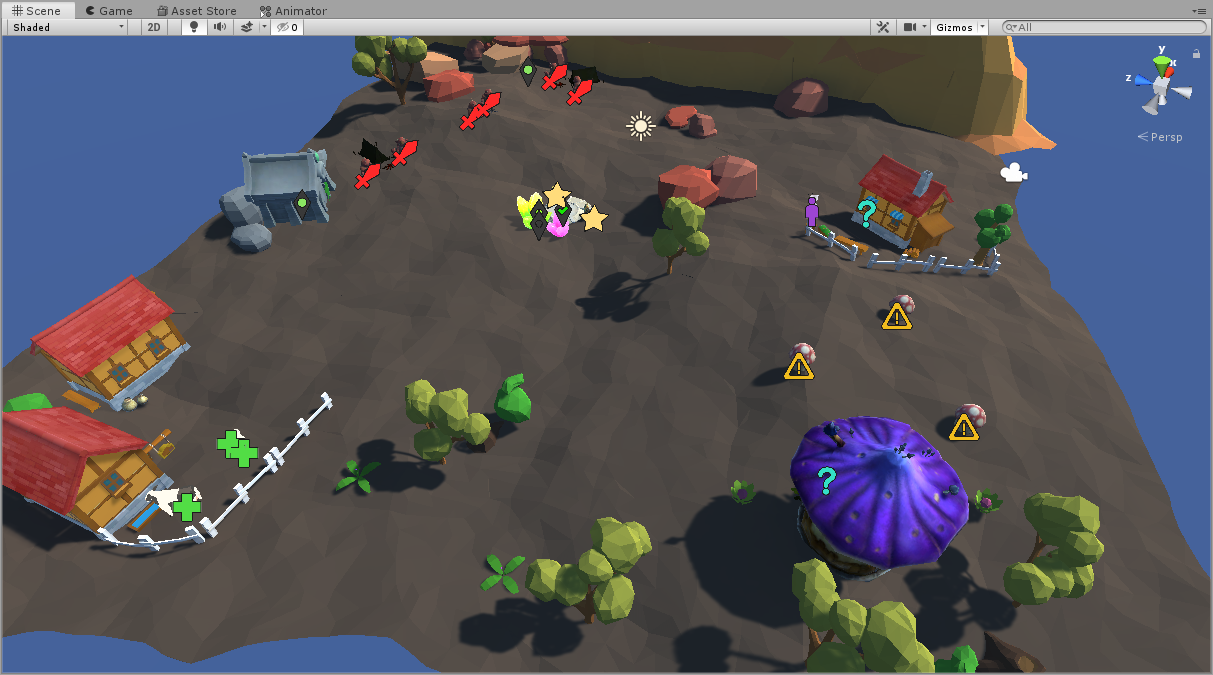 Scene Game Asset Store Animator
Shaded 2D 0 Gizmos All
y
x
z
Persp
?
?